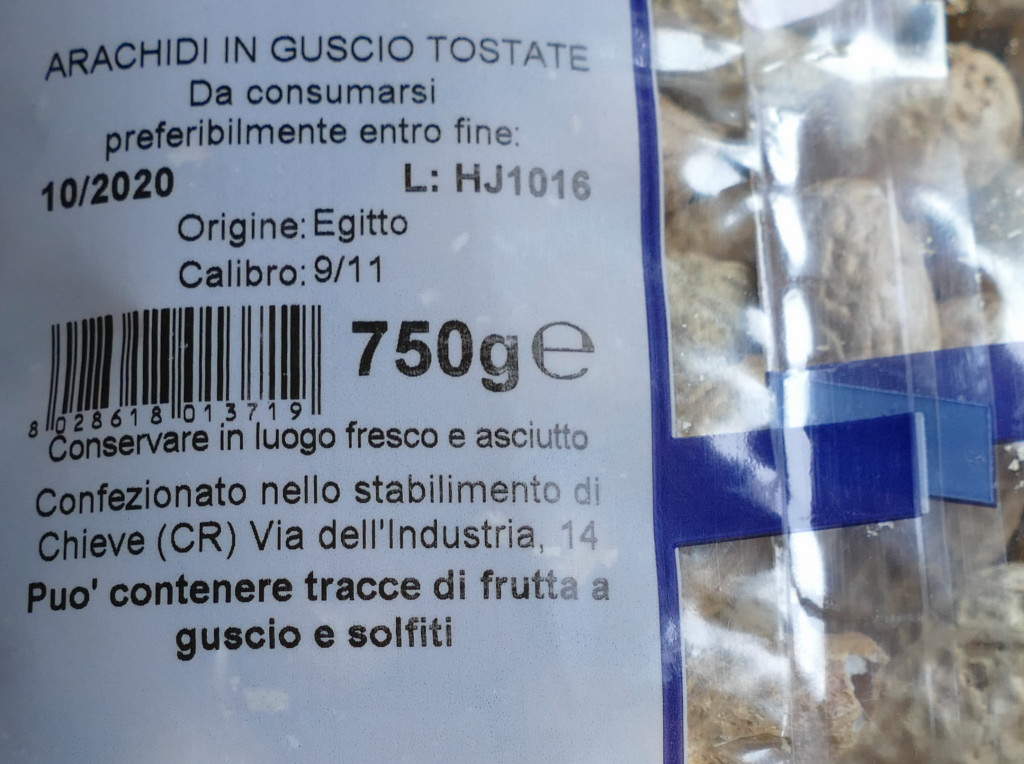 ARACHIDI IN GUSCIO TOSTATE
Da consumarsi
preferibilmente entro fine:
10/2020 L: HJ1016
Origine: Egitto
Calibro: 9/11
750g e
8 028618 013719
Conservare in luogo fresco e asciutto
Confezionato nello stabilimento di
Chieve (CR) Via dell'Industria, 14
Puo' contenere tracce di frutta a
guscio e solfiti